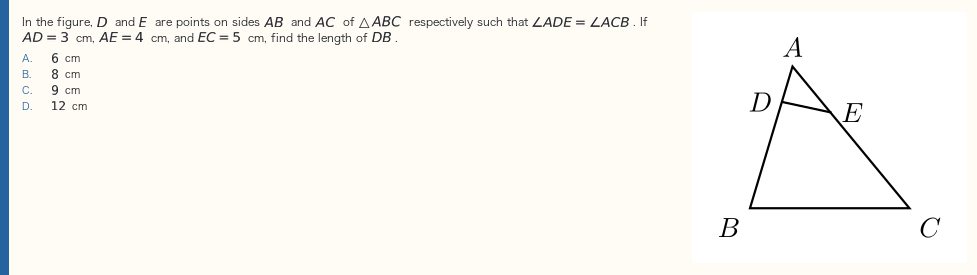 In the figure, D and E are points on sides AB and AC of △ABC respectively such that ∠ADE = ∠ACB. If
AD = 3 cm, AE = 4 cm, and EC = 5 cm, find the length of DB.
A. 6 cm
B. 8 cm
C. 9 cm
D. 12 cm
A
D
E
B
C